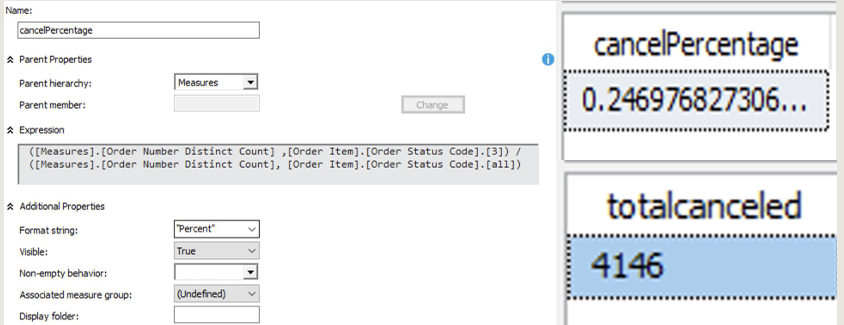 Name:
cancelPercentage
Parent Properties
Parent hierarchy: Measures
Parent member:
Change
Expression
([Measures].[Order Number Distinct Count] ,[Order Item].[Order Status Code].[3]) /
([Measures].[Order Number Distinct Count], [Order Item].[Order Status Code].[all])
Additional Properties
Format string: "Percent"
Visible: True
Non-empty behavior:
Associated measure group: (Undefined)
Display folder:
cancelPercentage
0.246976827306...
totalcanceled
4146